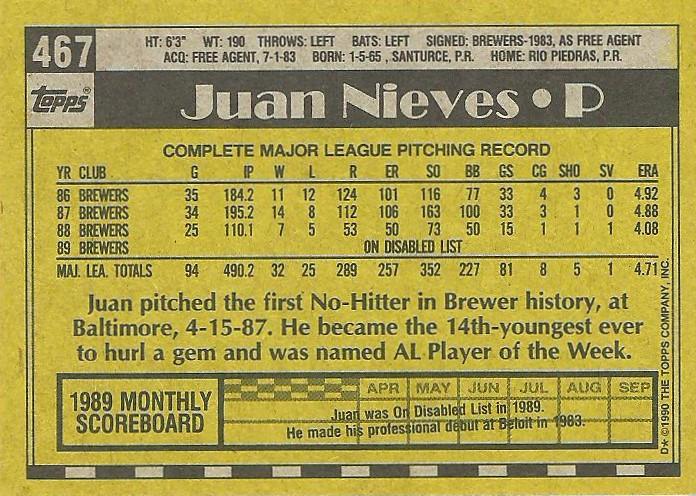 467
HT: 6'3" WT: 190 THROWS: LEFT BATS: LEFT SIGNED: BREWERS-1983, AS FREE AGENT
ACQ: FREE AGENT, 7-1-83 BORN: 1-5-65 , SANTURCE, P.R. HOME: RIO PIEDRAS, P.R.
Topps®
Juan Nieves • P
COMPLETE MAJOR LEAGUE PITCHING RECORD
YR CLUB G IP W L R ER SO BB GS CG SHO SV ERA
86 BREWERS 35 184.2 11 12 124 101 116 77 33 4 3 0 4.92
87 BREWERS 34 195.2 14 8 112 106 163 100 33 3 1 0 4.88
88 BREWERS 25 110.1 7 5 53 50 73 50 15 1 1 1 4.08
89 BREWERS ON DISABLED LIST
MAJ. LEA. TOTALS 94 490.2 32 25 289 257 352 227 81 8 5 1 4.71
Juan pitched the first No-Hitter in Brewer history, at
Baltimore, 4-15-87. He became the 14th-youngest ever
to hurl a gem and was named AL Player of the Week.
1989 MONTHLY
SCOREBOARD
APR MAY JUN JUL AUG SEP
Juan was On Disabled List in 1989.
He made his professional debut at Beloit in 1983.
D* ©1990 THE TOPPS COMPANY, INC.